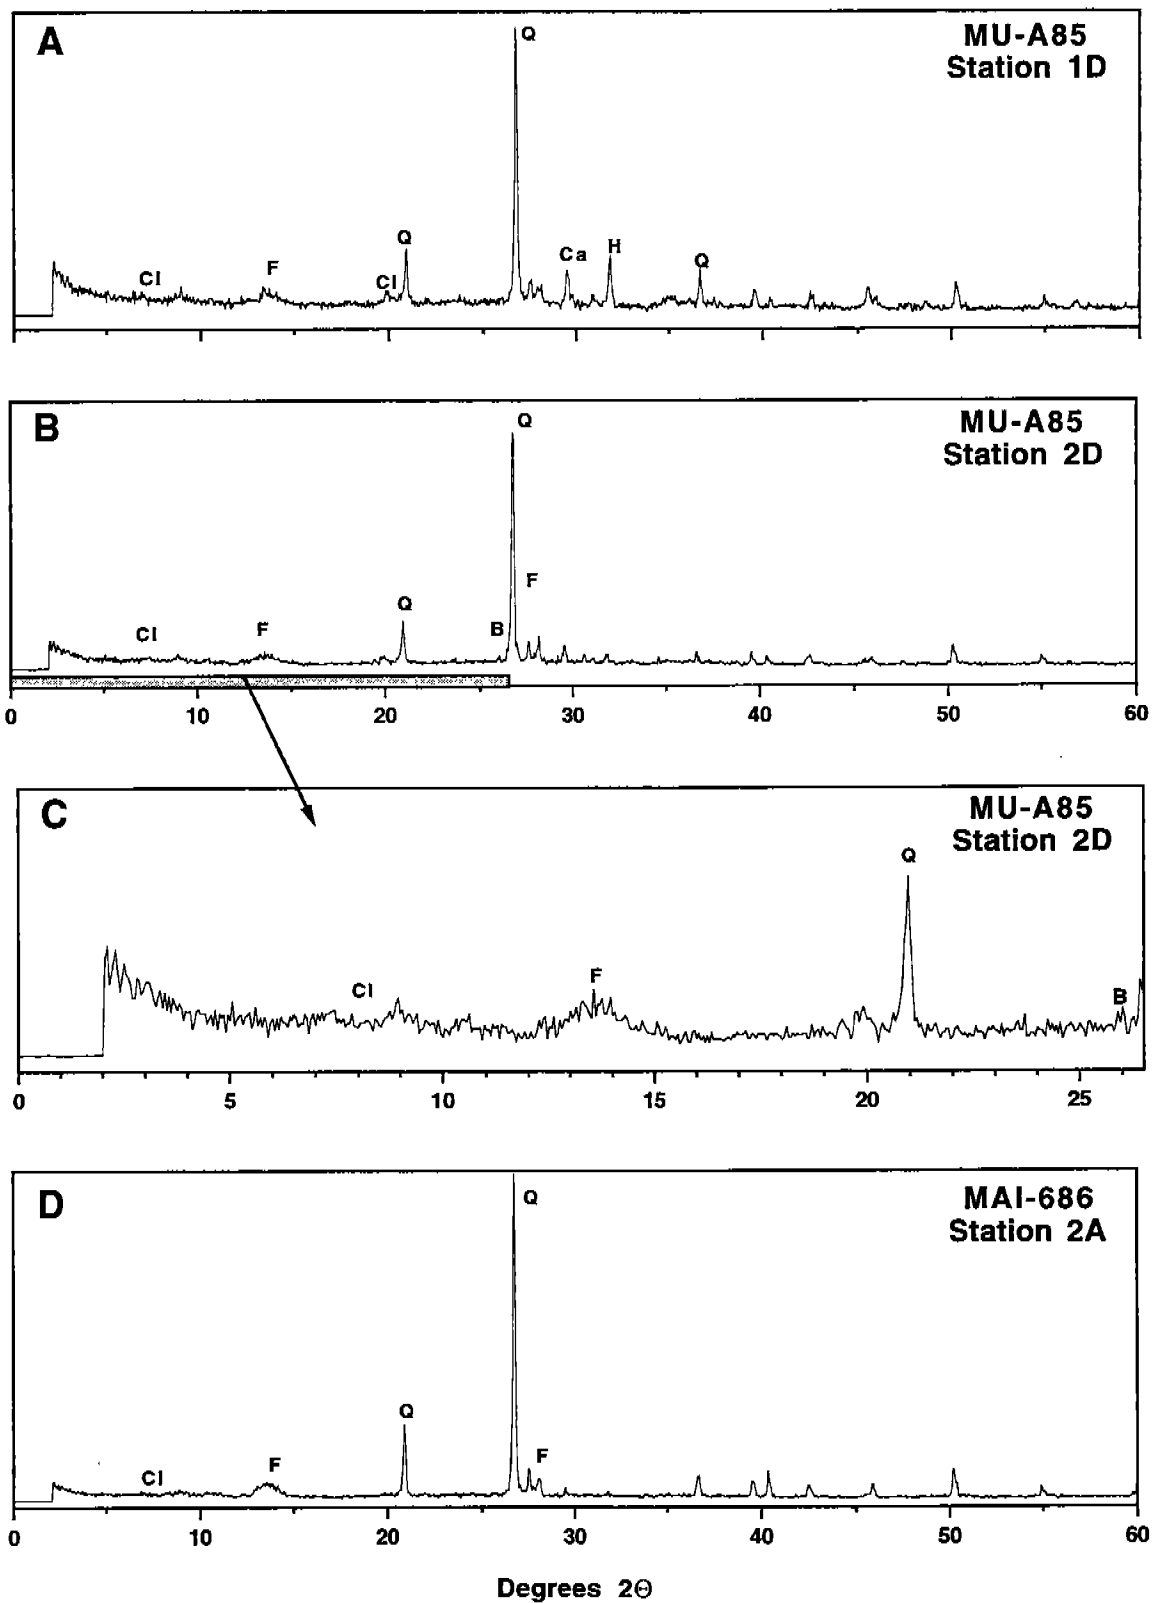 A
MU-A85
Station 1D
Q
Cl
F
Cl
Q
Ca
H
Q
B
MU-A85
Station 2D
Q
Cl
F
Q
B
F
0 10 20 30 40 50 60
C
MU-A85
Station 2D
Q
Cl
F
B
0 5 10 15 20 25
D
MAI-686
Station 2A
Q
Cl
F
Q
F
0 10 20 30 40 50 60
Degrees 2Θ